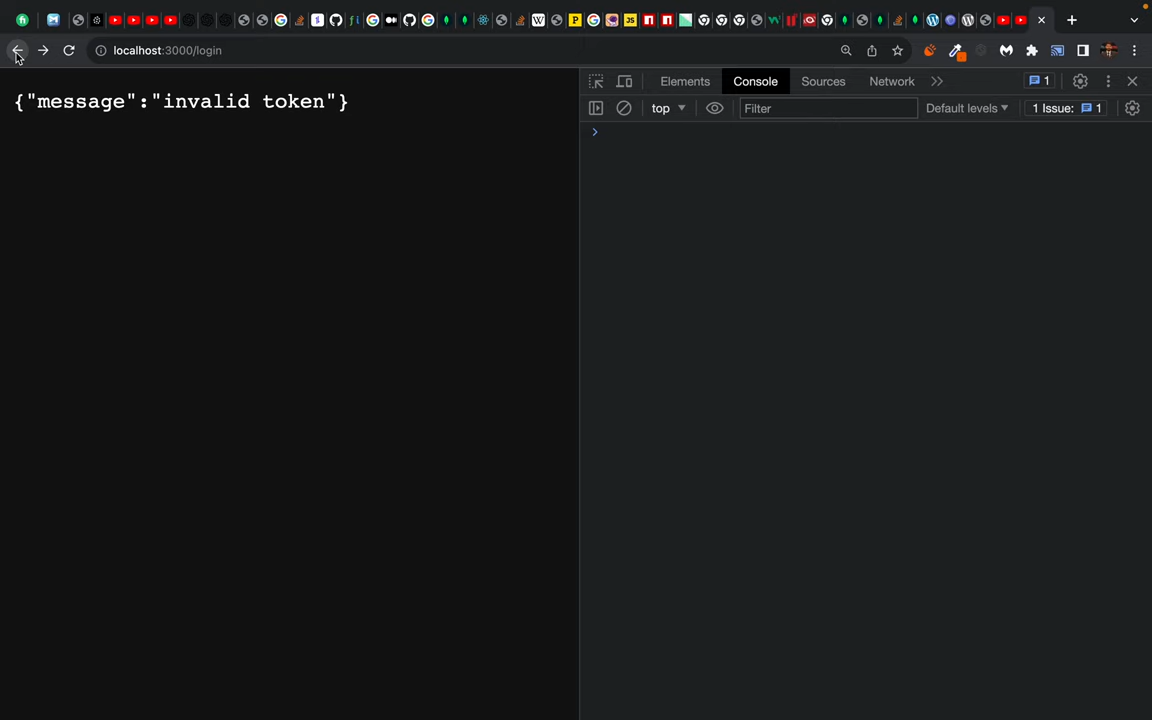 localhost:3000/login
{"message":"invalid token"}
Elements Console Sources Network 1
top Filter Default levels 1 Issue: 1